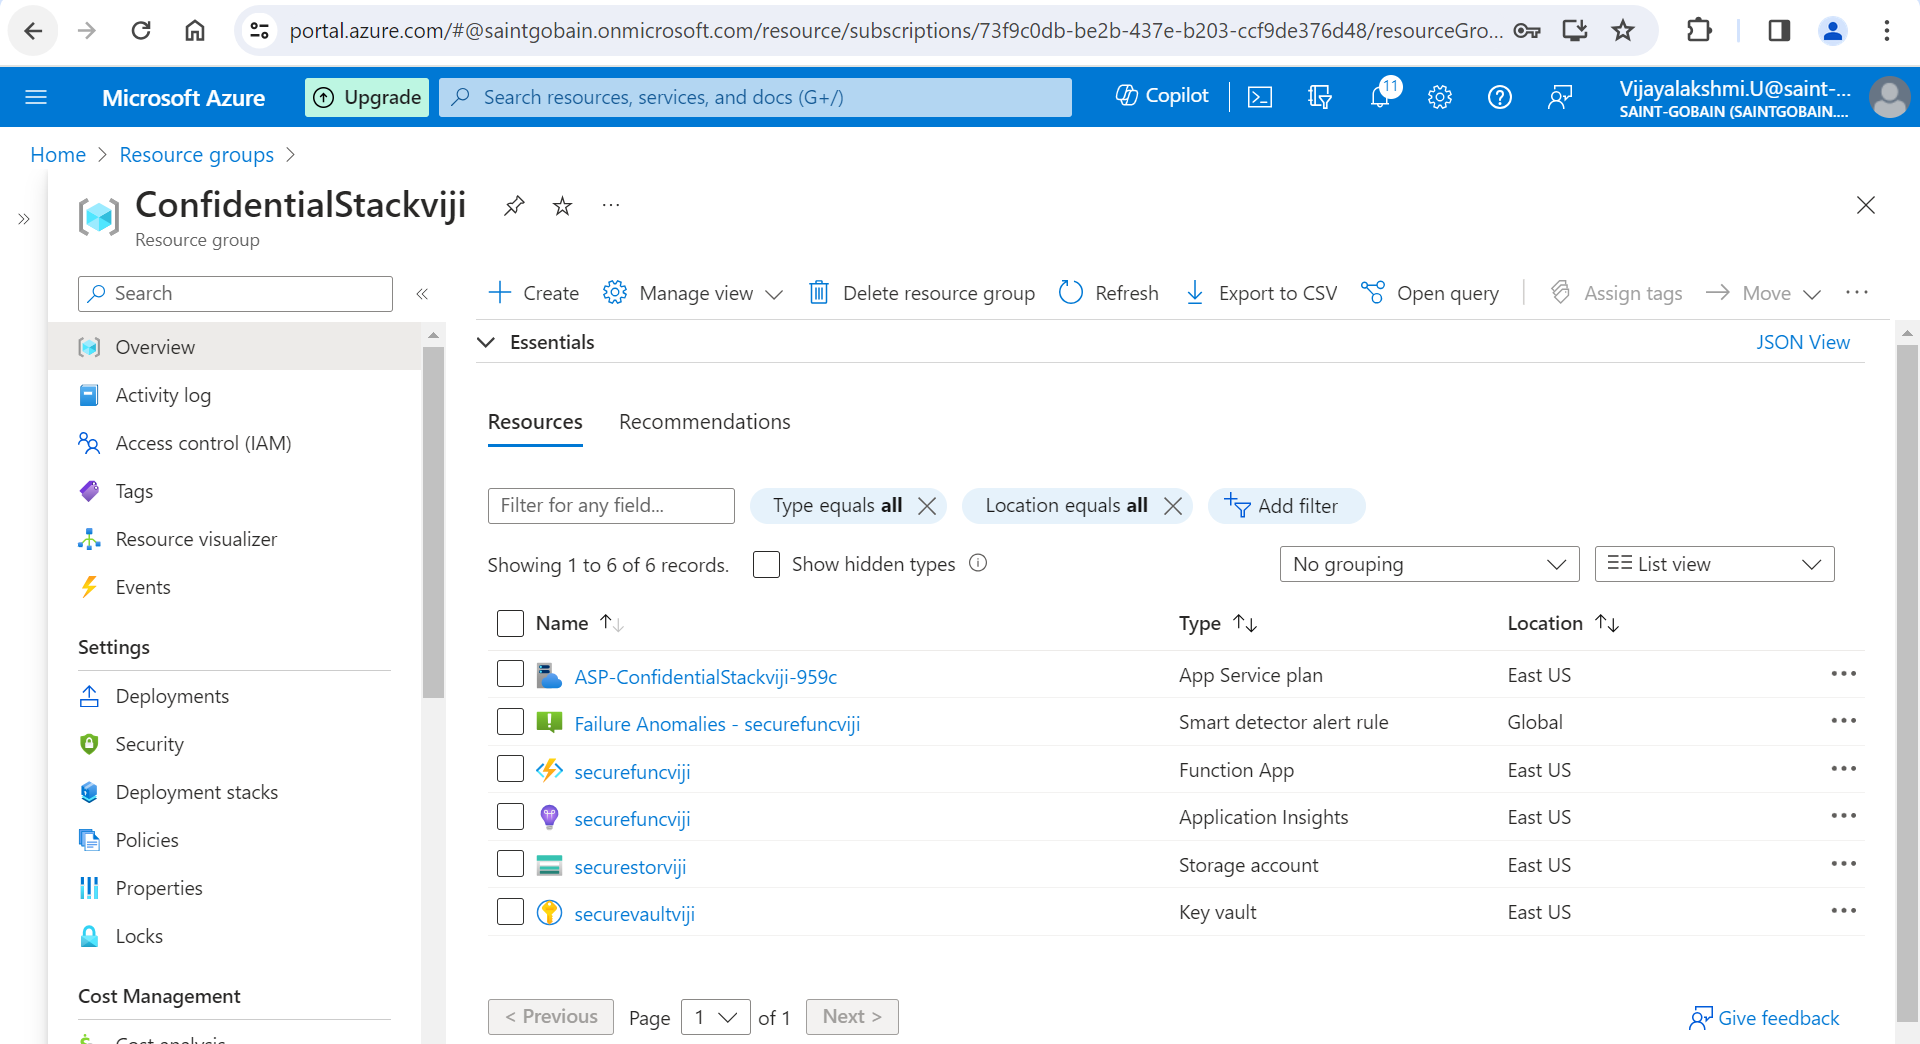 portal.azure.com/#@saintgobain.onmicrosoft.com/resource/subscriptions/73f9c0db-be2b-437e-b203-ccf9de376d48/resourceGro...
Microsoft Azure
Upgrade
Search resources, services, and docs (G+/)
Copilot
11
Vijayalakshmi.U@saint-...
SAINT-GOBAIN (SAINTGOBAIN....
Home > Resource groups >
ConfidentialStackviji
Resource group
Search
Create
Manage view
Delete resource group
Refresh
Export to CSV
Open query
Assign tags
Move
Overview
Activity log
Access control (IAM)
Tags
Resource visualizer
Events
Settings
Deployments
Security
Deployment stacks
Policies
Properties
Locks
Cost Management
Cost analysis
Essentials
JSON View
Resources
Recommendations
Filter for any field...
Type equals all
Location equals all
Add filter
Showing 1 to 6 of 6 records.
Show hidden types
No grouping
List view
Name Type Location
ASP-ConfidentialStackviji-959c App Service plan East US
Failure Anomalies - securefuncviji Smart detector alert rule Global
securefuncviji Function App East US
securefuncviji Application Insights East US
securestorviji Storage account East US
securevaultviji Key vault East US
< Previous Page 1 of 1 Next >
Give feedback